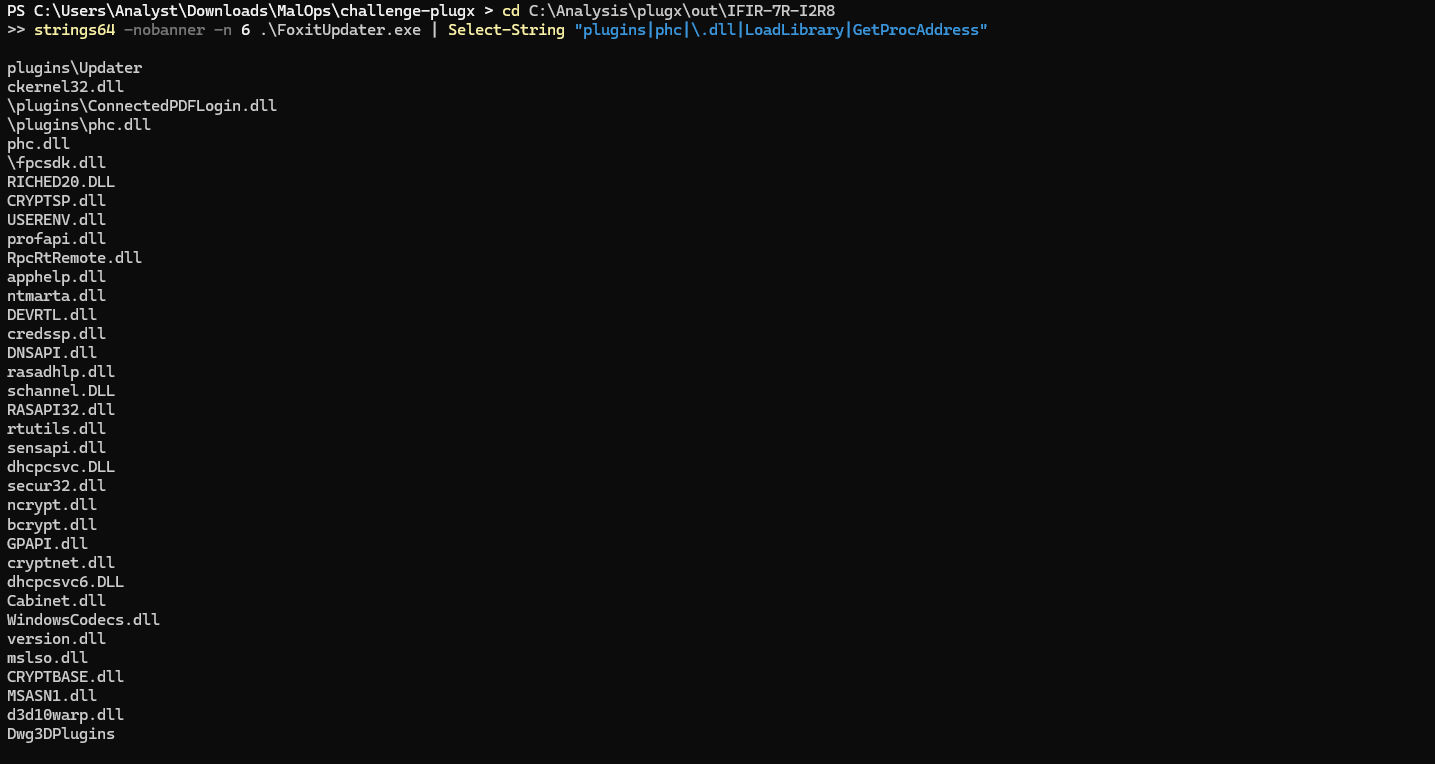 PS C:\Users\Analyst\Downloads\MalOps\challenge-plugx > cd C:\Analysis\plugx\out\IFIR-7R-I2R8
>> strings64 -nobanner -n 6 .\FoxitUpdater.exe | Select-String "plugins|phc|\.dll|LoadLibrary|GetProcAddress"
plugins\Updater
ckernel32.dll
\plugins\ConnectedPDFLogin.dll
\plugins\phc.dll
phc.dll
\fpcsdk.dll
RICHED20.DLL
CRYPTSP.dll
USERENV.dll
profapi.dll
RpcRtRemote.dll
apphelp.dll
ntmarta.dll
DEVRTL.dll
credssp.dll
DNSAPI.dll
rasadhlp.dll
schannel.DLL
RASAPI32.dll
rtutils.dll
sensapi.dll
dhcpcsvc.DLL
secur32.dll
ncrypt.dll
bcrypt.dll
GPAPI.dll
cryptnet.dll
dhcpcsvc6.DLL
Cabinet.dll
WindowsCodecs.dll
version.dll
mslso.dll
CRYPTBASE.dll
MSASN1.dll
d3d10warp.dll
Dwg3DPlugins